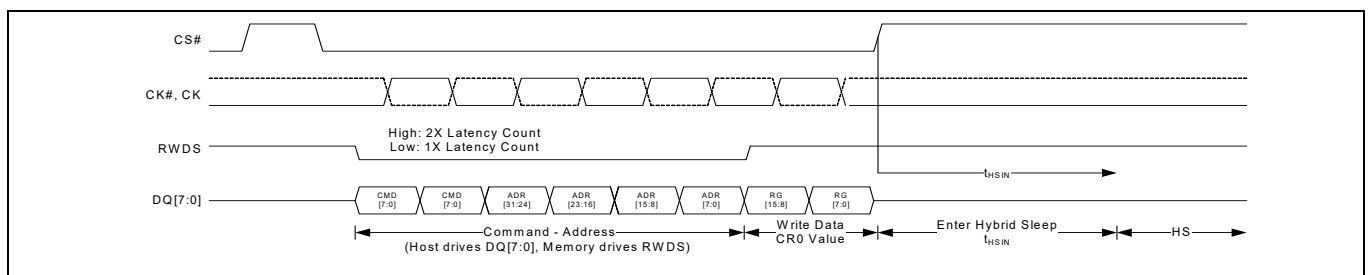 CS#
CK#, CK
High: 2X Latency Count
Low: 1X Latency Count
RWDS
tHSIN
DQ[7:0]
CMD [7:0] CMD [7:0] ADR [31:24] ADR [23:16] ADR [15:8] ADR [7:0] RG [15:8] RG [7:0]
Command - Address
(Host drives DQ[7:0], Memory drives RWDS)
Write Data
CR0 Value
Enter Hybrid Sleep
tHSIN
HS